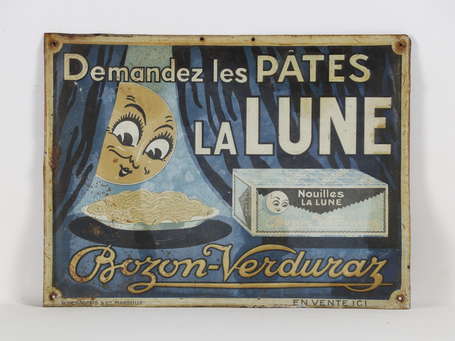 Demandez les PÂTES
LA LUNE
Nouilles
LA LUNE
Bozon-Verduraz
EN VENTE ICI